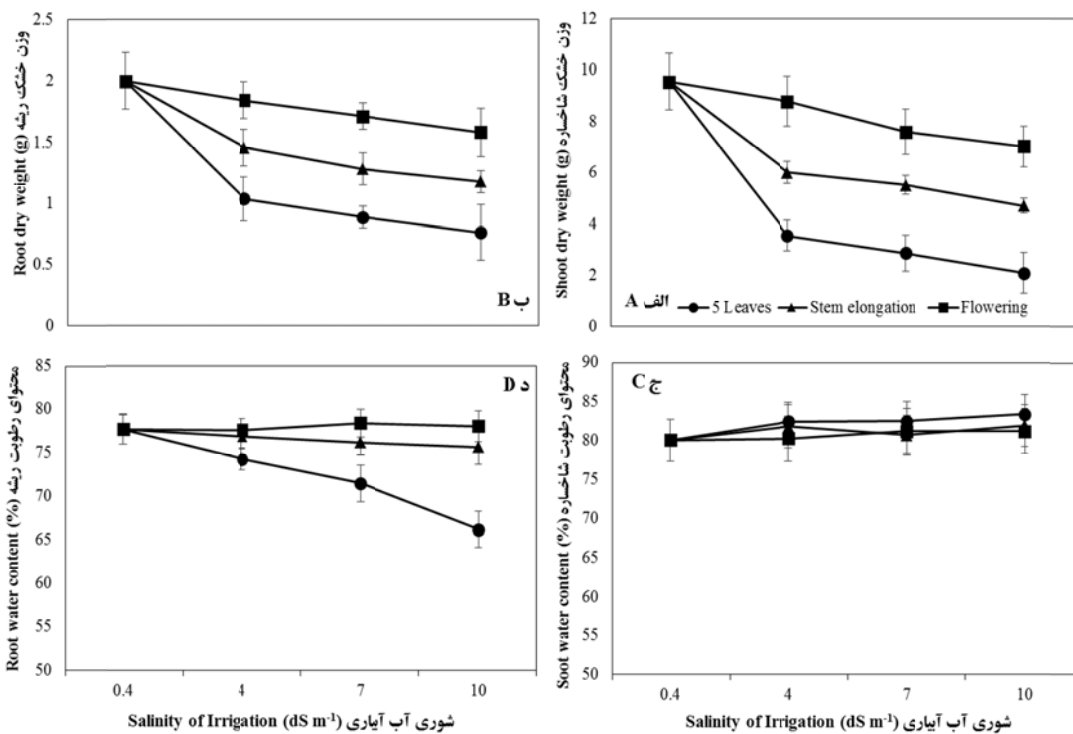 Root dry weight (g) وزن خشک ریشه
2.5
2
1.5
1
0.5
0
B ب
Shoot dry weight (g) وزن خشک شاخساره
12
10
8
6
4
2
0
A الف
5 Leaves
Stem elongation
Flowering
Root water content (%) محتوای رطوبت ریشه
85
80
75
70
65
60
55
50
D د
0.4 4 7 10
Salinity of Irrigation (dS m⁻¹) شوری آب آبیاری
Soot water content (%) محتوای رطوبت شاخساره
90
85
80
75
70
65
60
55
50
C ج
0.4 4 7 10
Salinity of Irrigation (dS m⁻¹) شوری آب آبیاری